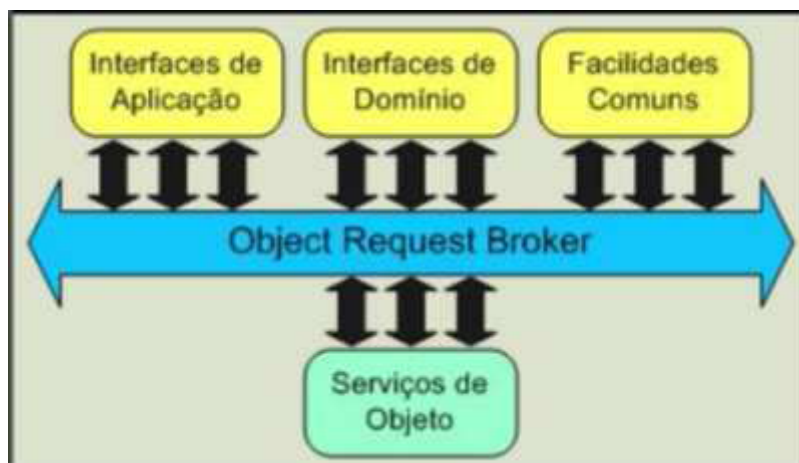 Interfaces de
Aplicação
Interfaces de
Domínio
Facilidades
Comuns
Object Request Broker
Serviços de
Objeto